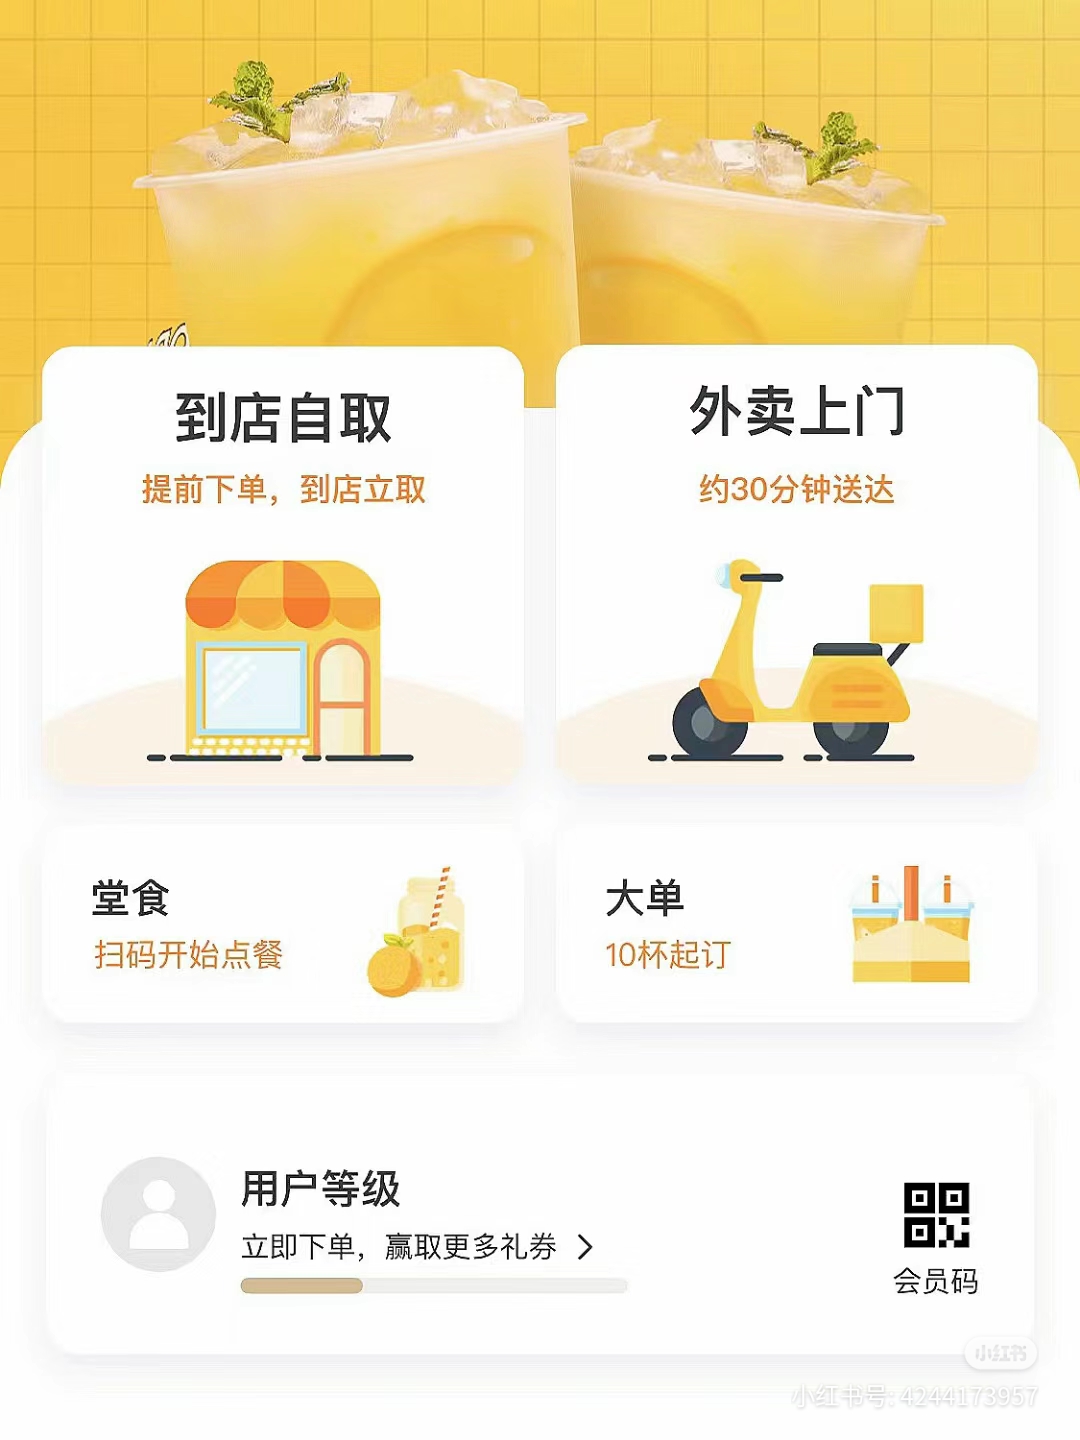 到店自取
提前下单，到店立取
外卖上门
约30分钟送达
堂食
扫码开始点餐
大单
10杯起订
用户等级
立即下单，赢取更多礼券 >
会员码
小红书
小红书号: 4244173957